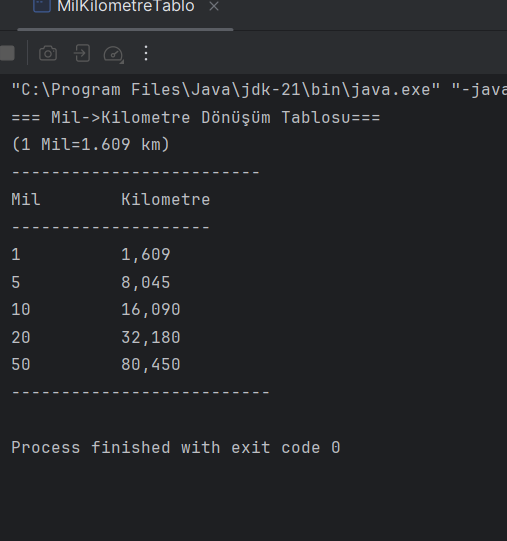 MilKilometreTablo
"C:\Program Files\Java\jdk-21\bin\java.exe" "-java
=== Mil->Kilometre Dönüşüm Tablosu===
(1 Mil=1.609 km)
-------------------------
Mil        Kilometre
--------------------
1          1,609
5          8,045
10         16,090
20         32,180
50         80,450
--------------------------
Process finished with exit code 0